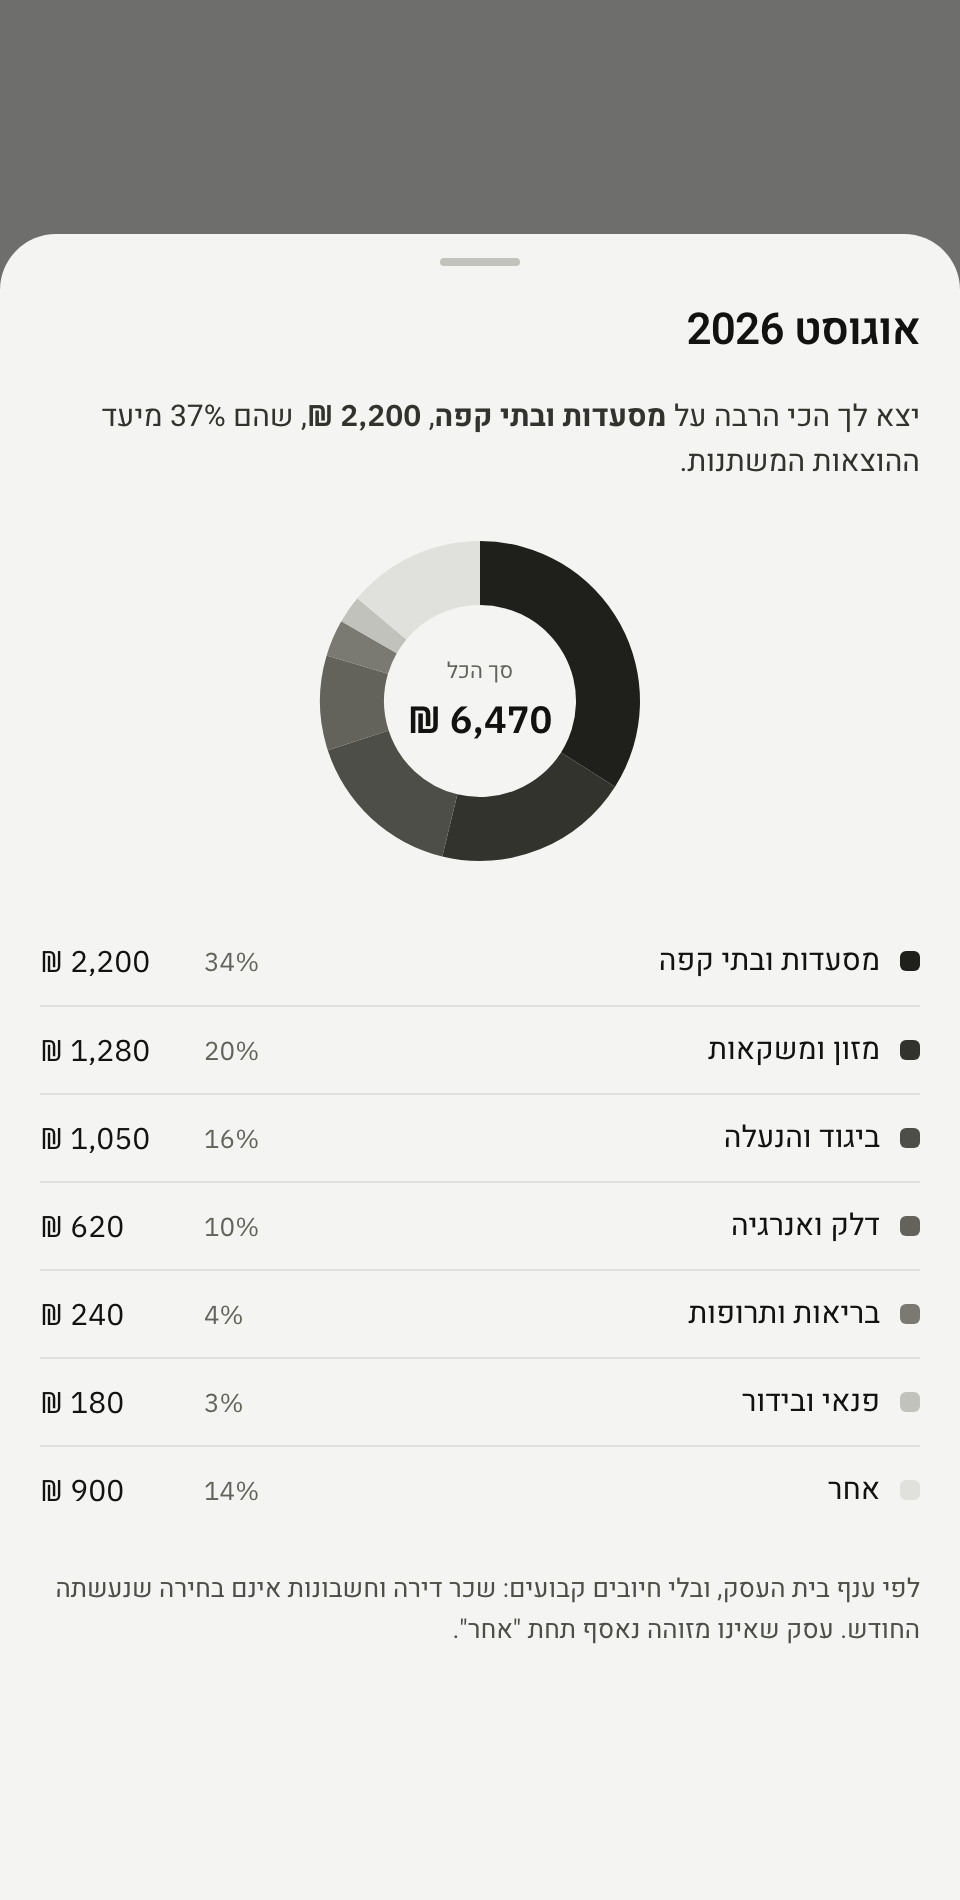 אוגוסט 2026
יצא לך הכי הרבה על מסעדות ובתי קפה, 2,200 ₪, שהם 37% מיעד
ההוצאות המשתנות.
סך הכל
6,470 ₪
מסעדות ובתי קפה 34% 2,200 ₪
מזון ומשקאות 20% 1,280 ₪
ביגוד והנעלה 16% 1,050 ₪
דלק ואנרגיה 10% 620 ₪
בריאות ותרופות 4% 240 ₪
פנאי ובידור 3% 180 ₪
אחר 14% 900 ₪
לפי ענף בית העסק, ובלי חיובים קבועים: שכר דירה וחשבונות אינם בחירה שנעשתה
החודש. עסק שאינו מזוהה נאסף תחת "אחר".